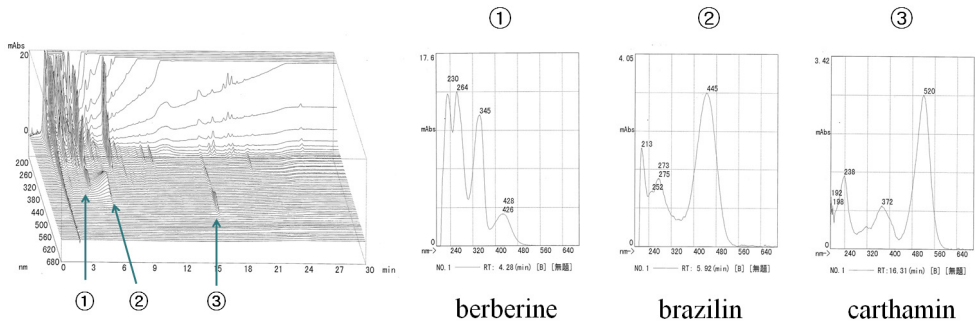 ① ② ③
mAbs
20
0
200
260
320
380
440
500
560
620
680
nm
0 3 6 9 12 15 18 21 24 27 30 min
① ② ③
17.6
230
264
345
mAbs
428
426
0
nm-> 240 320 400 480 560 640
NO.1 RT: 4.28(min) [B] [無題]
berberine
4.05
445
213
mAbs
273
275
252
0
nm-> 240 320 400 480 560 640
NO.1 RT: 5.92(min) [B] [無題]
brazilin
3.42
520
mAbs
238
192
198
372
0
nm-> 240 320 400 480 560 640
NO.1 RT:16.31(min) [B] [無題]
carthamin